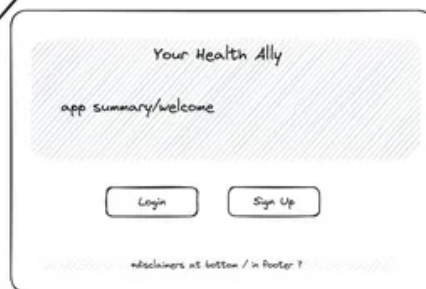 Your Health Ally
app summary/welcome
Login
Sign Up
*disclaimers at bottom / in footer ?